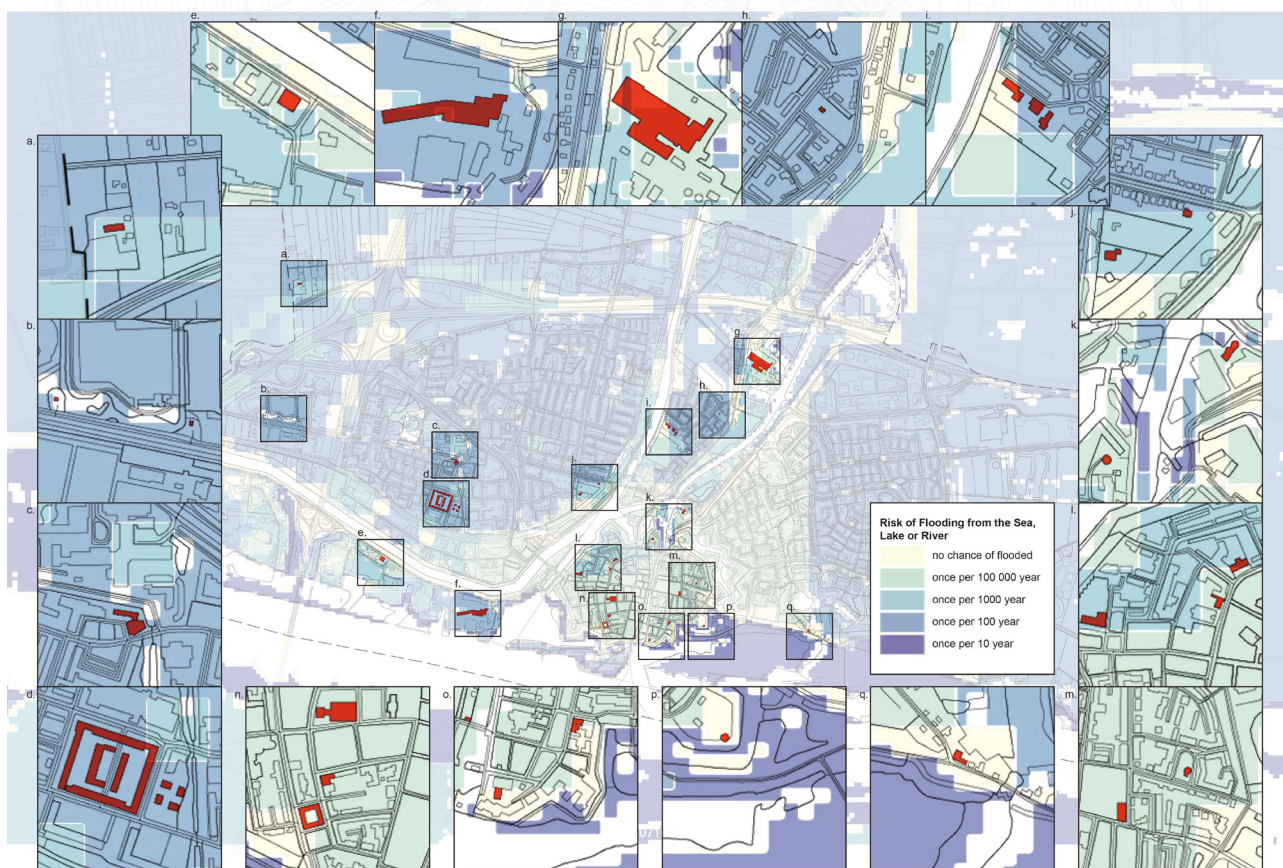 e.
f.
g.
h.
i.
a.
j.
b.
k.
c.
l.
d.
n.
o.
p.
q.
m.
a.
b.
c.
d.
e.
f.
g.
h.
i.
j.
k.
l.
m.
n.
o.
p.
q.
Risk of Flooding from the Sea,
Lake or River
no chance of flooded
once per 100 000 year
once per 1000 year
once per 100 year
once per 10 year